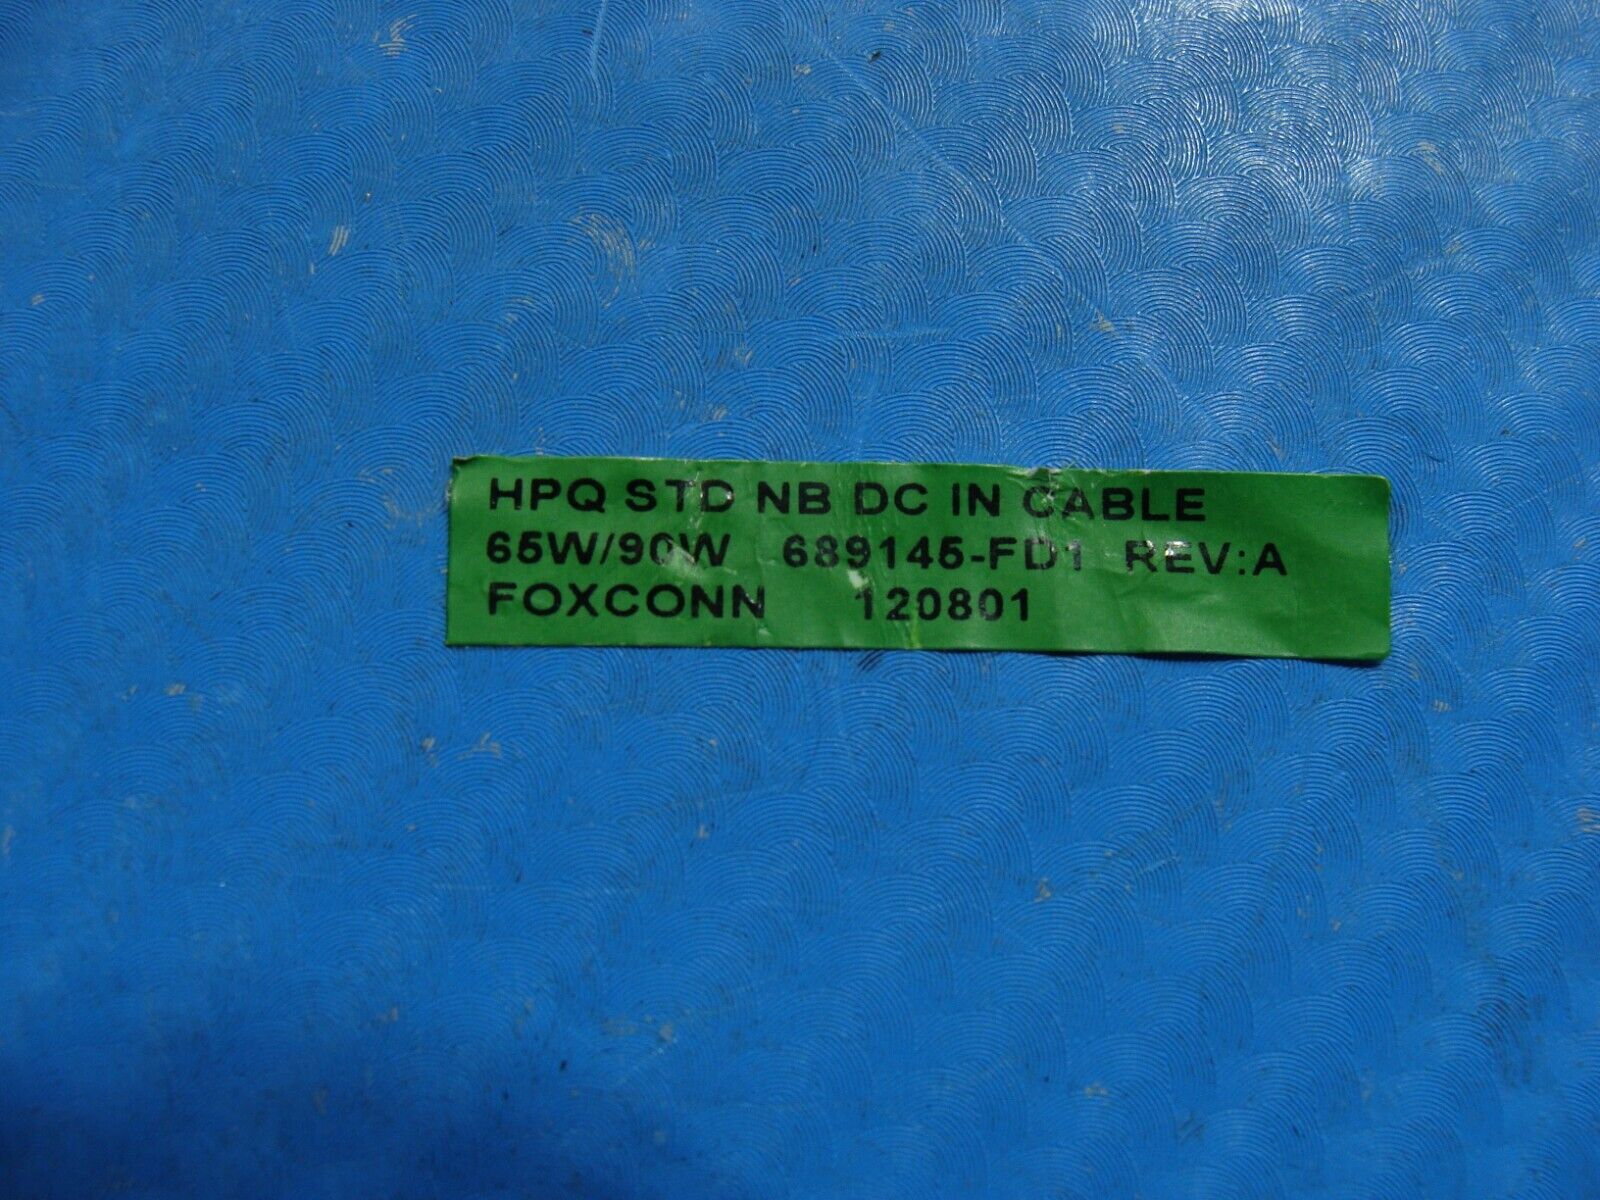 HPQ STD NB DC IN CABLE
65W/90W 689145-FD1 REV:A
FOXCONN 120801